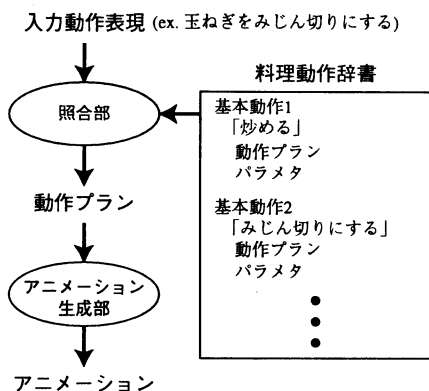 入力動作表現 (ex. 玉ねぎをみじん切りにする)
料理動作辞書
照合部
基本動作1
「炒める」
動作プラン
パラメタ
動作プラン
基本動作2
「みじん切りにする」
動作プラン
パラメタ
アニメーション
生成部
アニメーション